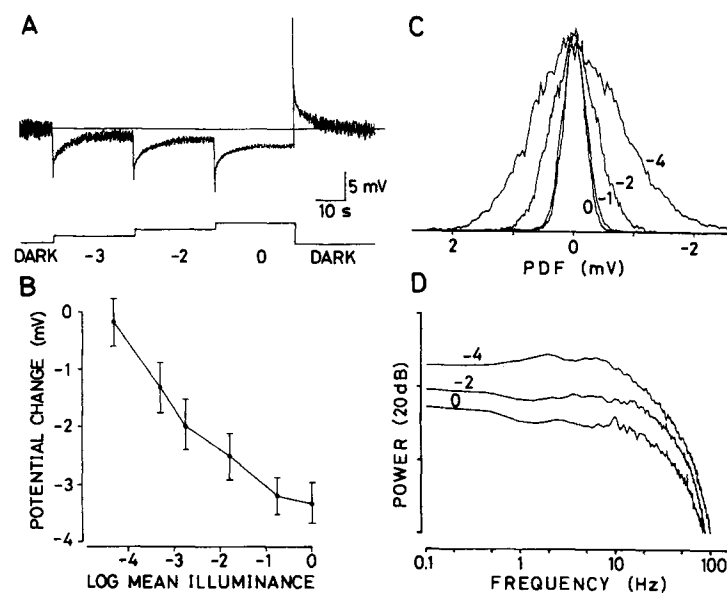 A
5 mV
10 s
DARK -3 -2 0 DARK
B
POTENTIAL CHANGE (mV)
0
-1
-2
-3
-4
-4 -3 -2 -1 0
LOG MEAN ILLUMINANCE
C
-4
-2
-1
0
2 0 -2
PDF (mV)
D
POWER (20dB)
-4
-2
0
0.1 1 10 100
FREQUENCY (Hz)